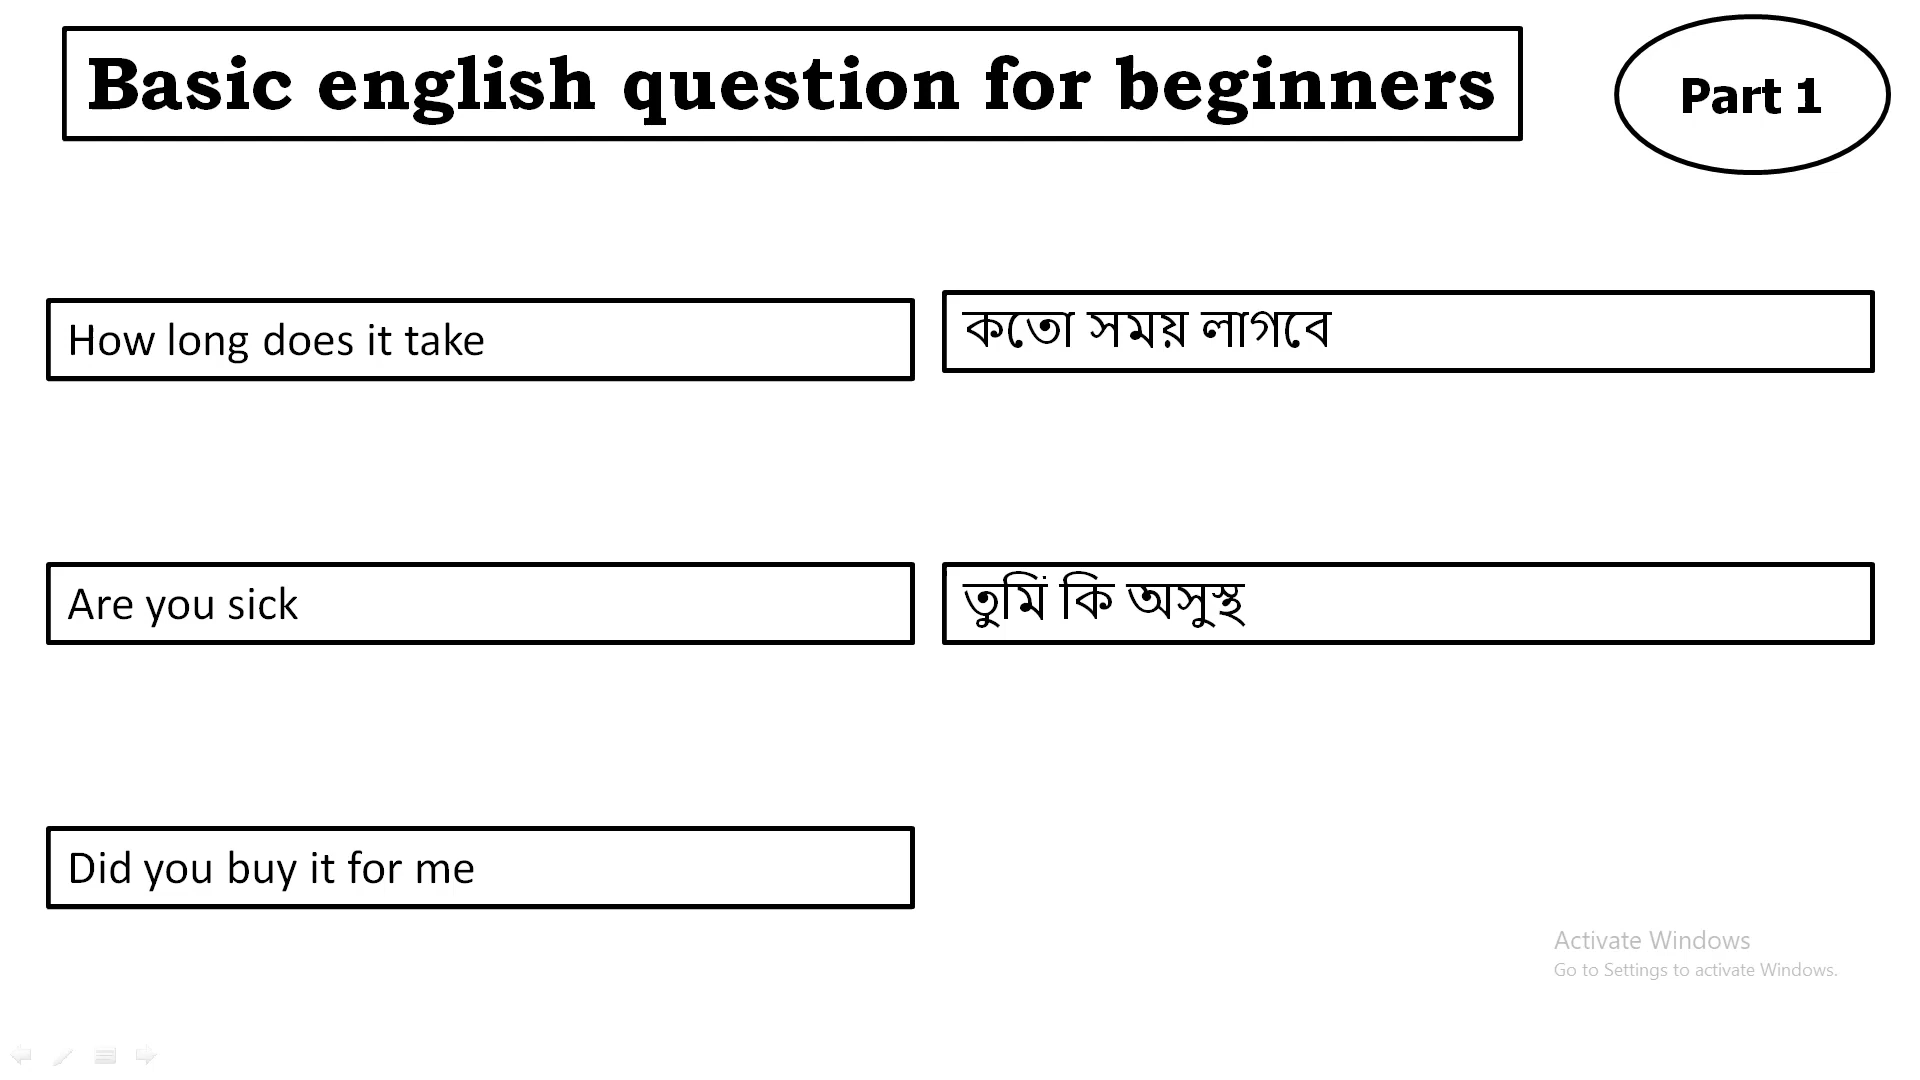 Basic english question for beginners
Part 1
How long does it take
কতো সময় লাগবে
Are you sick
তুমি কি অসুস্থ
Did you buy it for me
Activate Windows
Go to Settings to activate Windows.